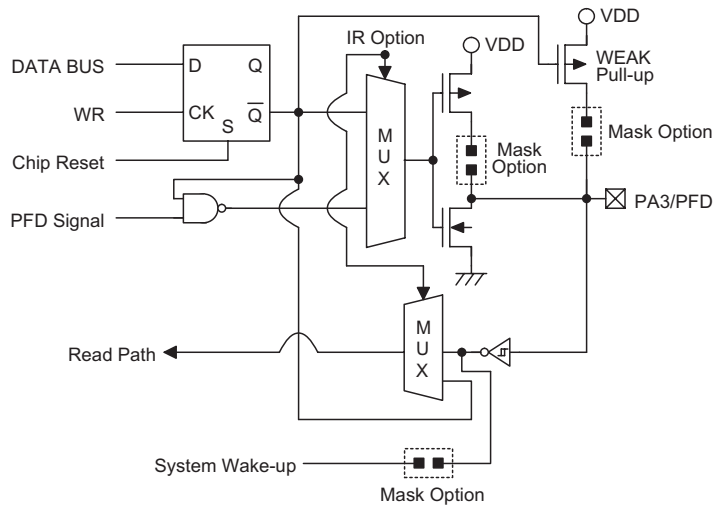 VDD
IR Option
VDD
DATA BUS
D
Q
WEAK
Pull-up
WR
CK
Q
S
M
U
X
Mask
Option
Mask Option
Chip Reset
PFD Signal
PA3/PFD
Read Path
M
U
X
System Wake-up
Mask Option